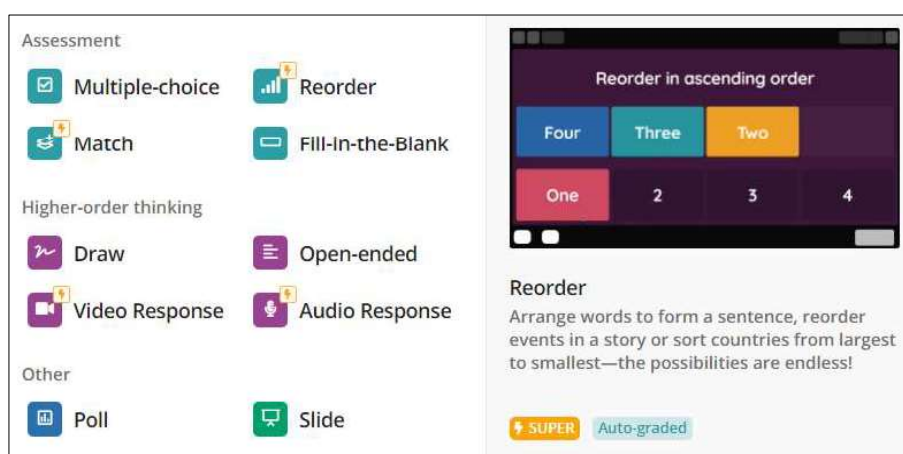 Assessment
Multiple-choice
Reorder
Match
Fill-in-the-Blank
Higher-order thinking
Draw
Open-ended
Video Response
Audio Response
Other
Poll
Slide
Reorder in ascending order
Four
Three
Two
One
2
3
4
Reorder
Arrange words to form a sentence, reorder
events in a story or sort countries from largest
to smallest—the possibilities are endless!
SUPER
Auto-graded